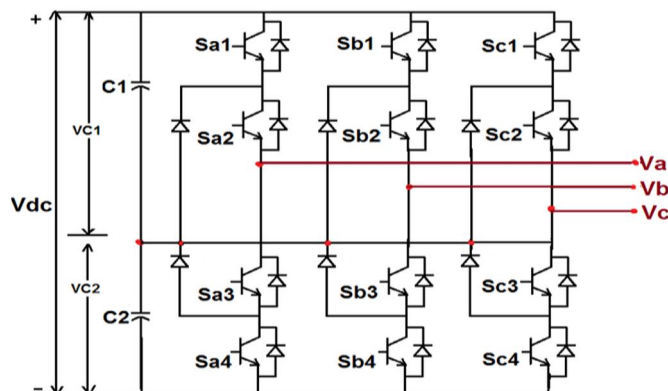 +
Sa1
Sb1
Sc1
C1
VC1
Sa2
Sb2
Sc2
Va
Vb
Vc
Vdc
VC2
Sa3
Sb3
Sc3
C2
Sa4
Sb4
Sc4
−